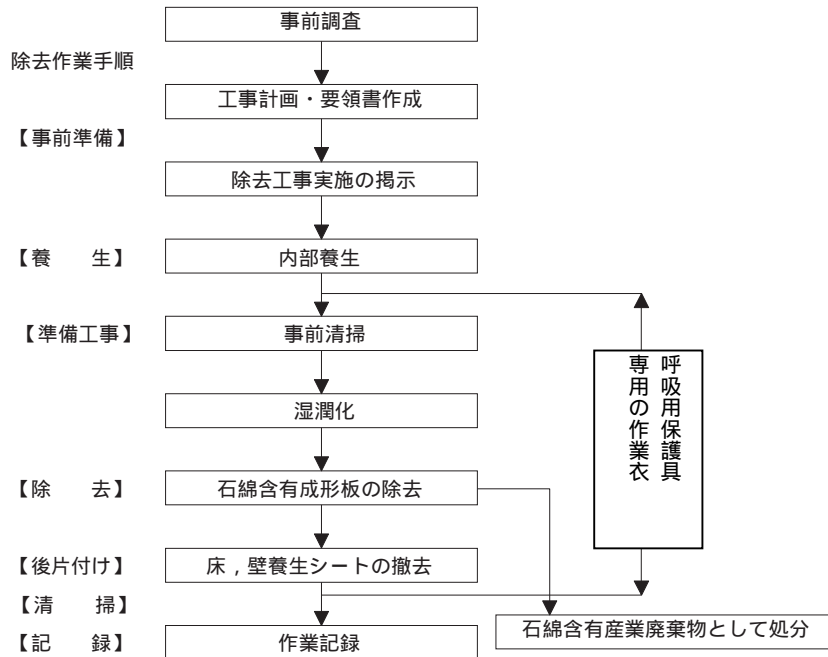 事前調査
除去作業手順
工事計画・要領書作成
【事前準備】
除去工事実施の掲示
【養　　生】
内部養生
【準備工事】
事前清掃
呼吸用保護具
専用の作業衣
湿潤化
【除　　去】
石綿含有成形板の除去
【後片付け】
床，壁養生シートの撤去
【清　　掃】
石綿含有産業廃棄物として処分
【記　　録】
作業記録